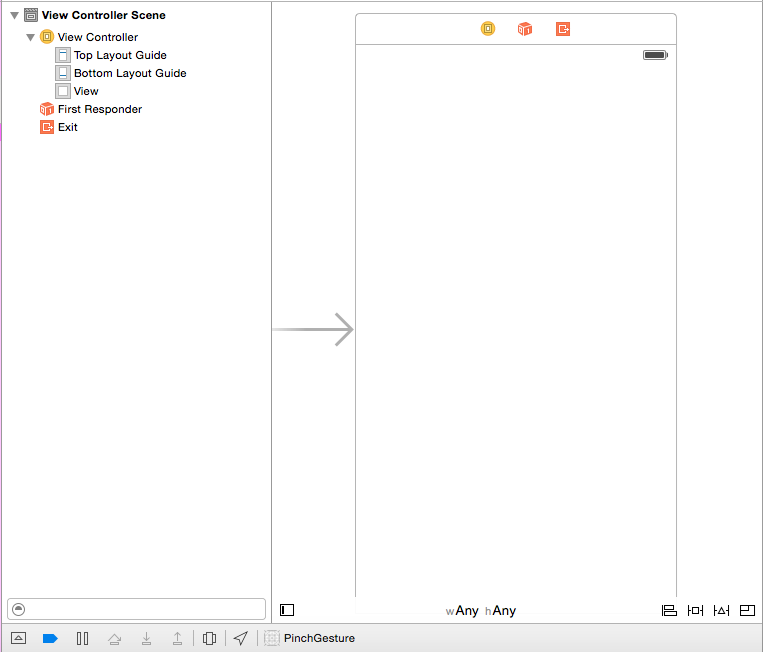 View Controller Scene
View Controller
Top Layout Guide
Bottom Layout Guide
View
First Responder
Exit
wAny hAny
PinchGesture